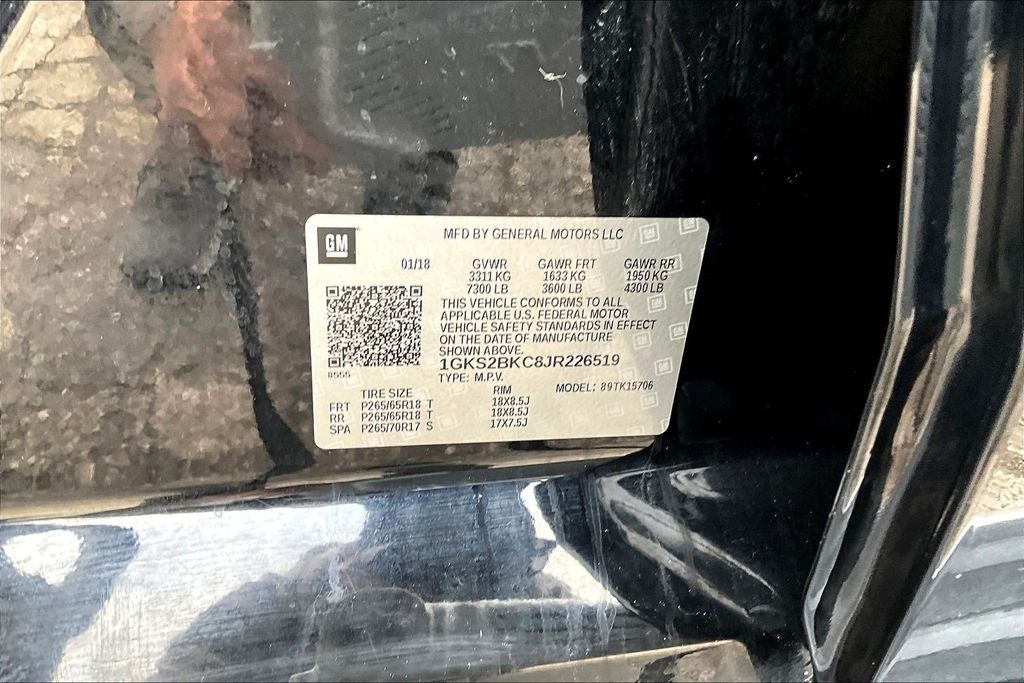 GM
MFD BY GENERAL MOTORS LLC
01/18 GVWR GAWR FRT GAWR RR
3311 KG 1633 KG 1950 KG
7300 LB 3600 LB 4300 LB
THIS VEHICLE CONFORMS TO ALL
APPLICABLE U.S. FEDERAL MOTOR
VEHICLE SAFETY STANDARDS IN EFFECT
ON THE DATE OF MANUFACTURE
SHOWN ABOVE.
8555
1GKS2BKC8JR226519
TYPE: M.P.V. MODEL: 89TK15706
TIRE SIZE RIM
FRT P265/65R18 T 18X8.5J
RR P265/65R18 T 18X8.5J
SPA P265/70R17 S 17X7.5J